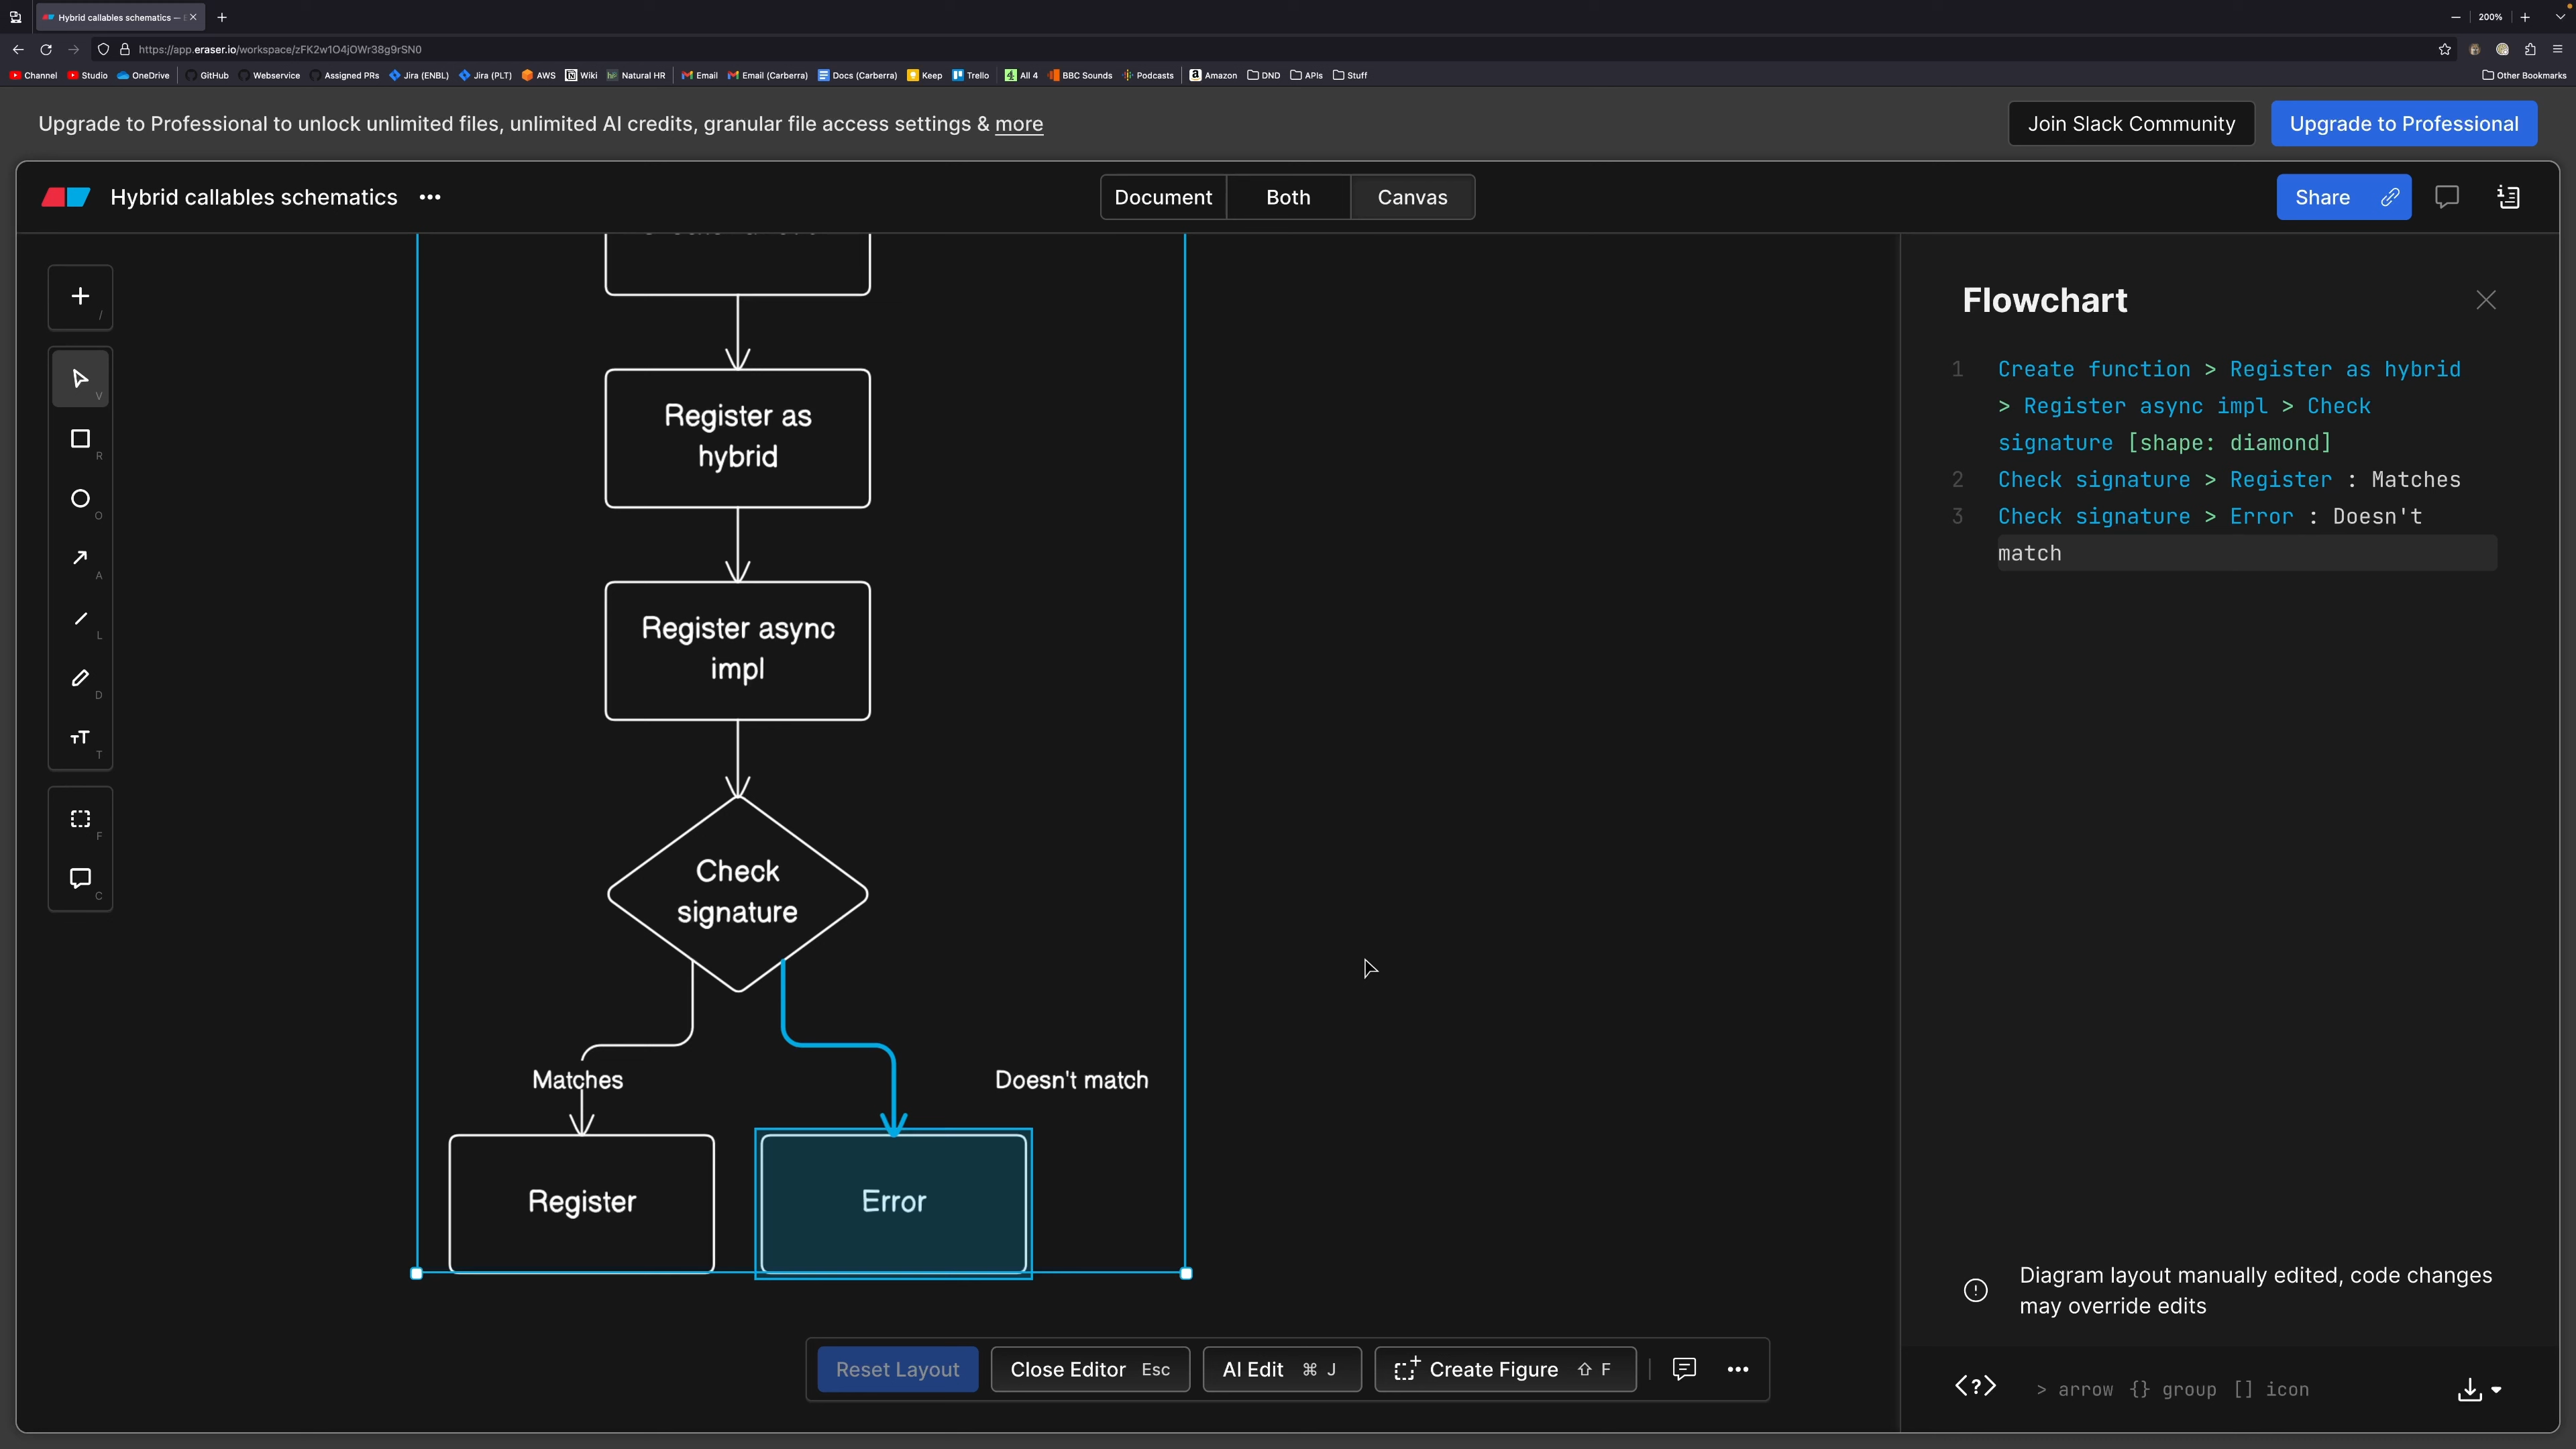 Hybrid callables schematics —
200%
https://app.eraser.io/workspace/zFK2w1O4jOWr38g9rSN0
Channel Studio OneDrive GitHub Webservice Assigned PRs Jira (ENBL) Jira (PLT) AWS Wiki Natural HR Email Email (Carberra) Docs (Carberra) Keep Trello All 4 BBC Sounds Podcasts Amazon DND APIs Stuff Other Bookmarks
Upgrade to Professional to unlock unlimited files, unlimited AI credits, granular file access settings & more
Join Slack Community
Upgrade to Professional
Hybrid callables schematics
Document Both Canvas
Share
/
V
R
O
A
L
D
T
F
C
Register as
hybrid
Register async
impl
Check
signature
Matches
Doesn't match
Register
Error
Flowchart
1 Create function > Register as hybrid
> Register async impl > Check
signature [shape: diamond]
2 Check signature > Register : Matches
3 Check signature > Error : Doesn't
match
Diagram layout manually edited, code changes
may override edits
Reset Layout
Close Editor Esc
AI Edit ⌘ J
Create Figure ⇧ F
<?> > arrow {} group [] icon